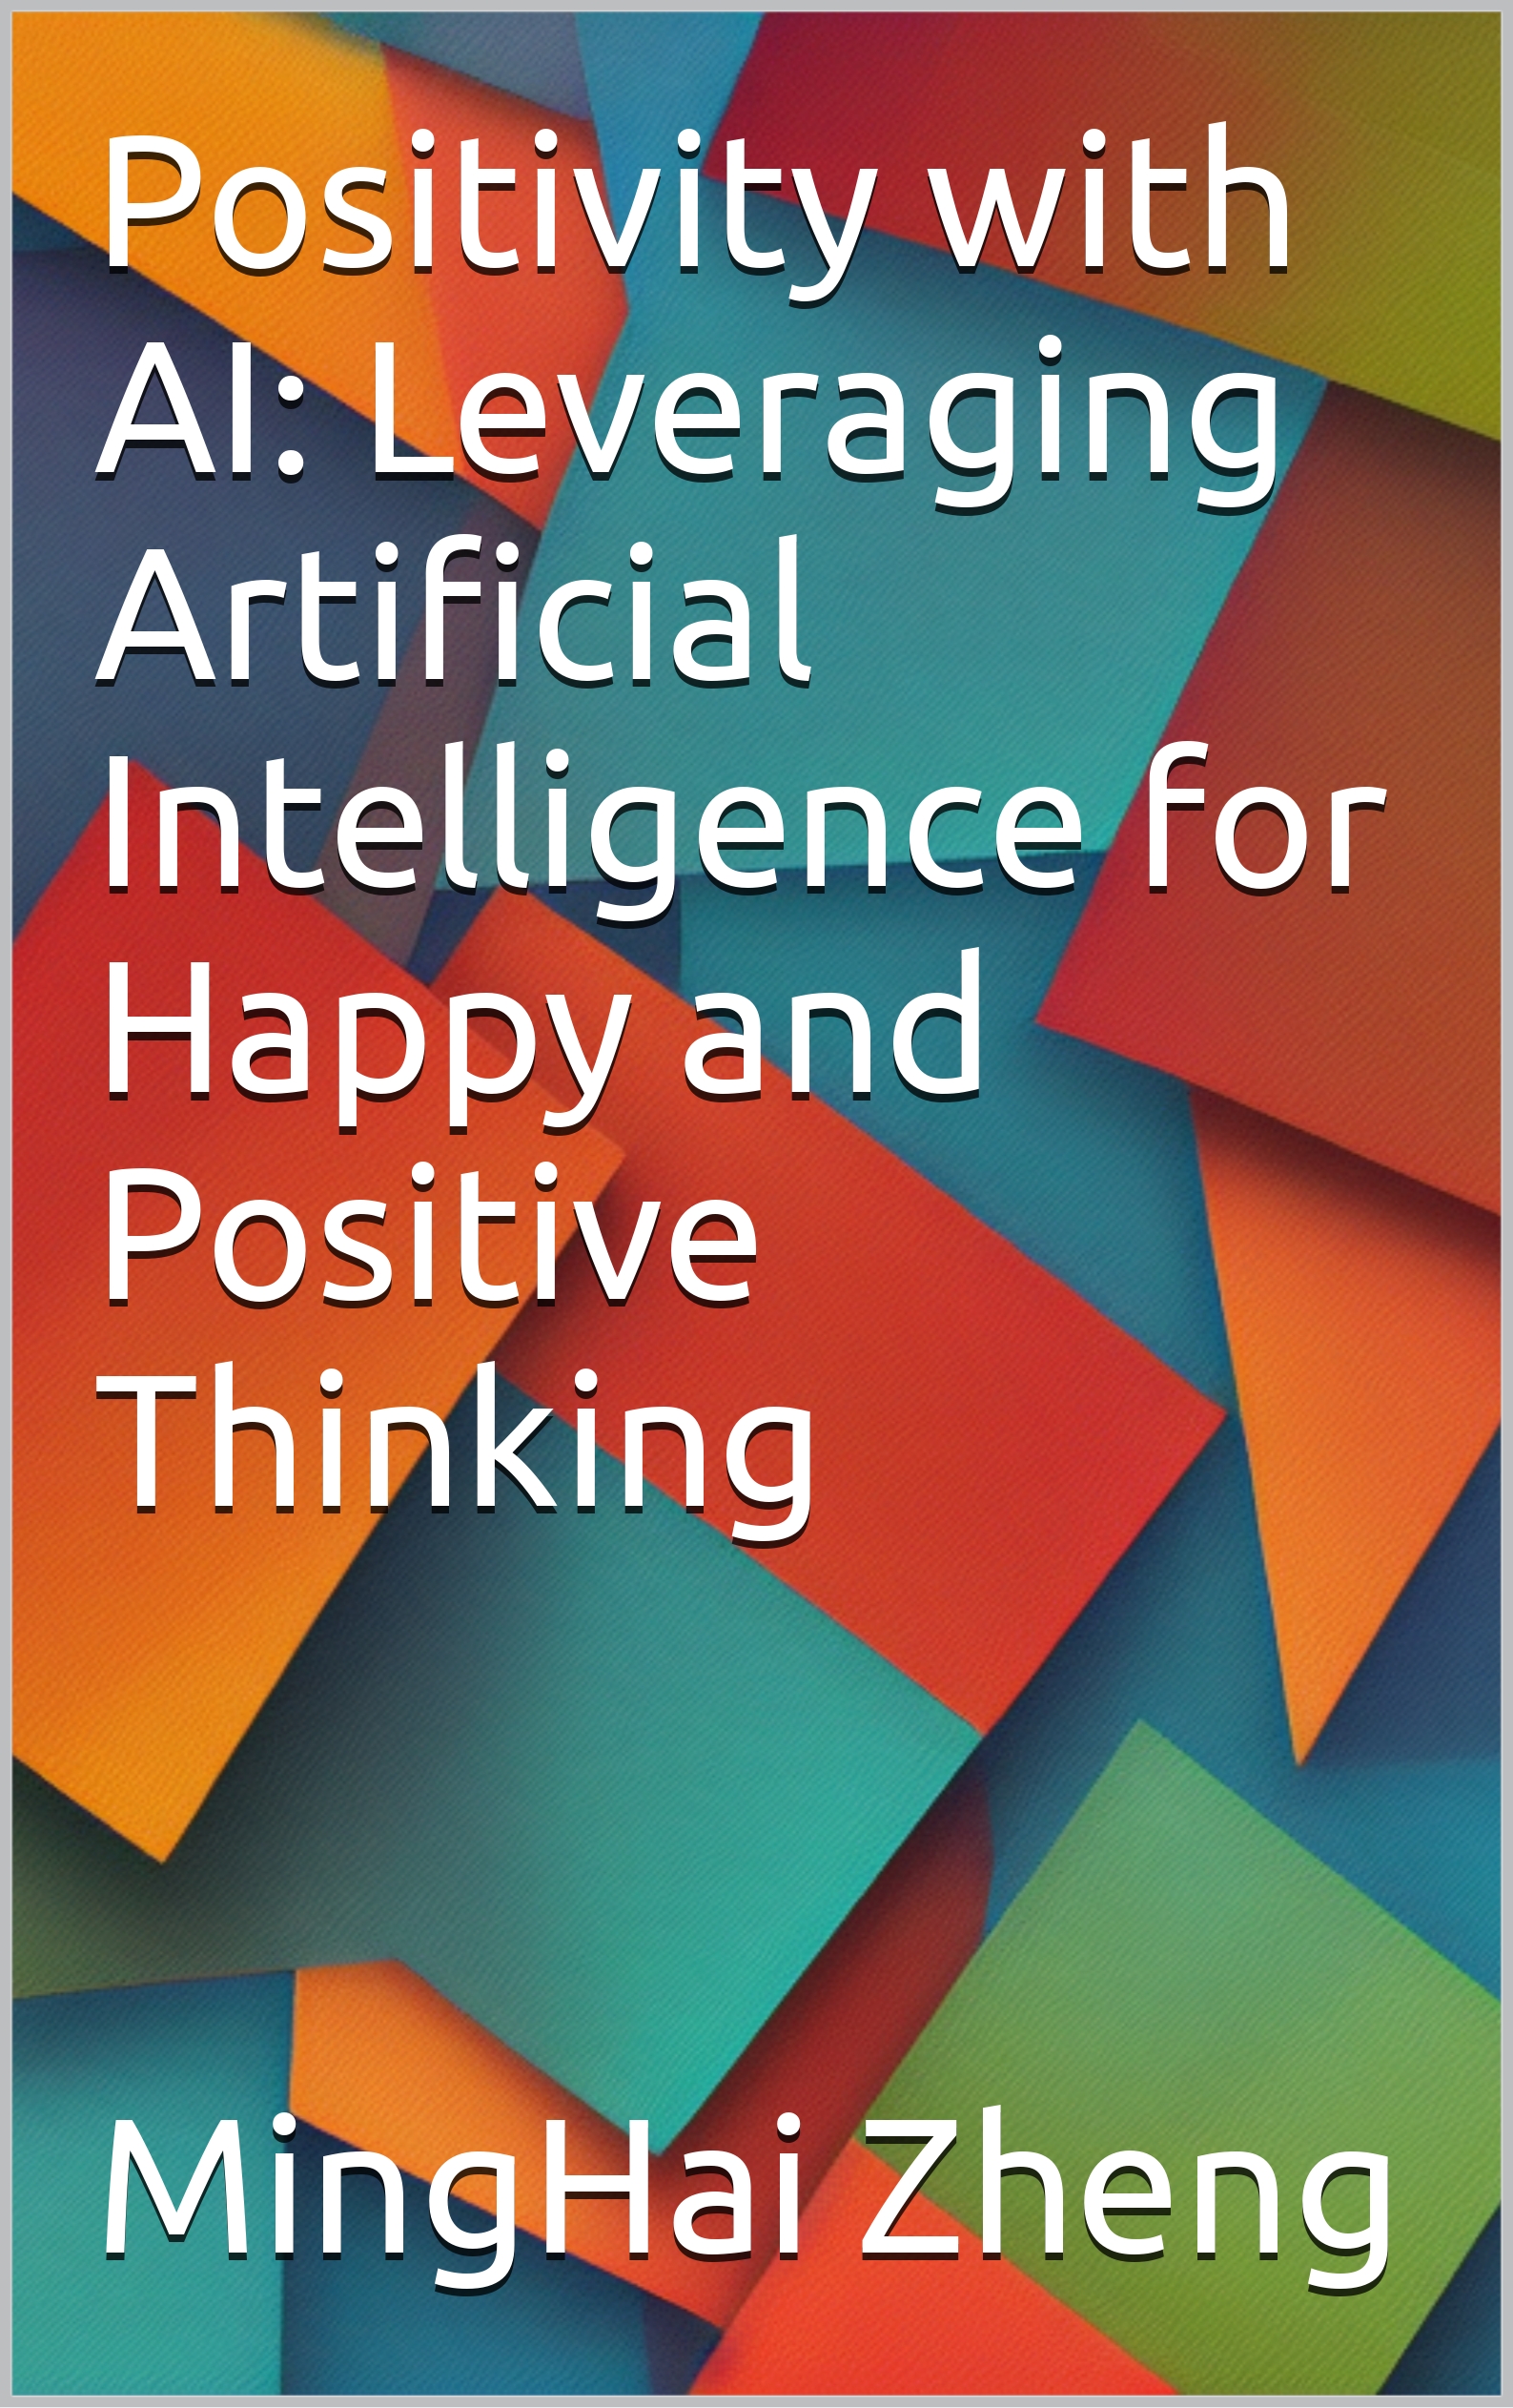 Positivity with
AI: Leveraging
Artificial
Intelligence for
Happy and
Positive
Thinking
MingHai Zheng